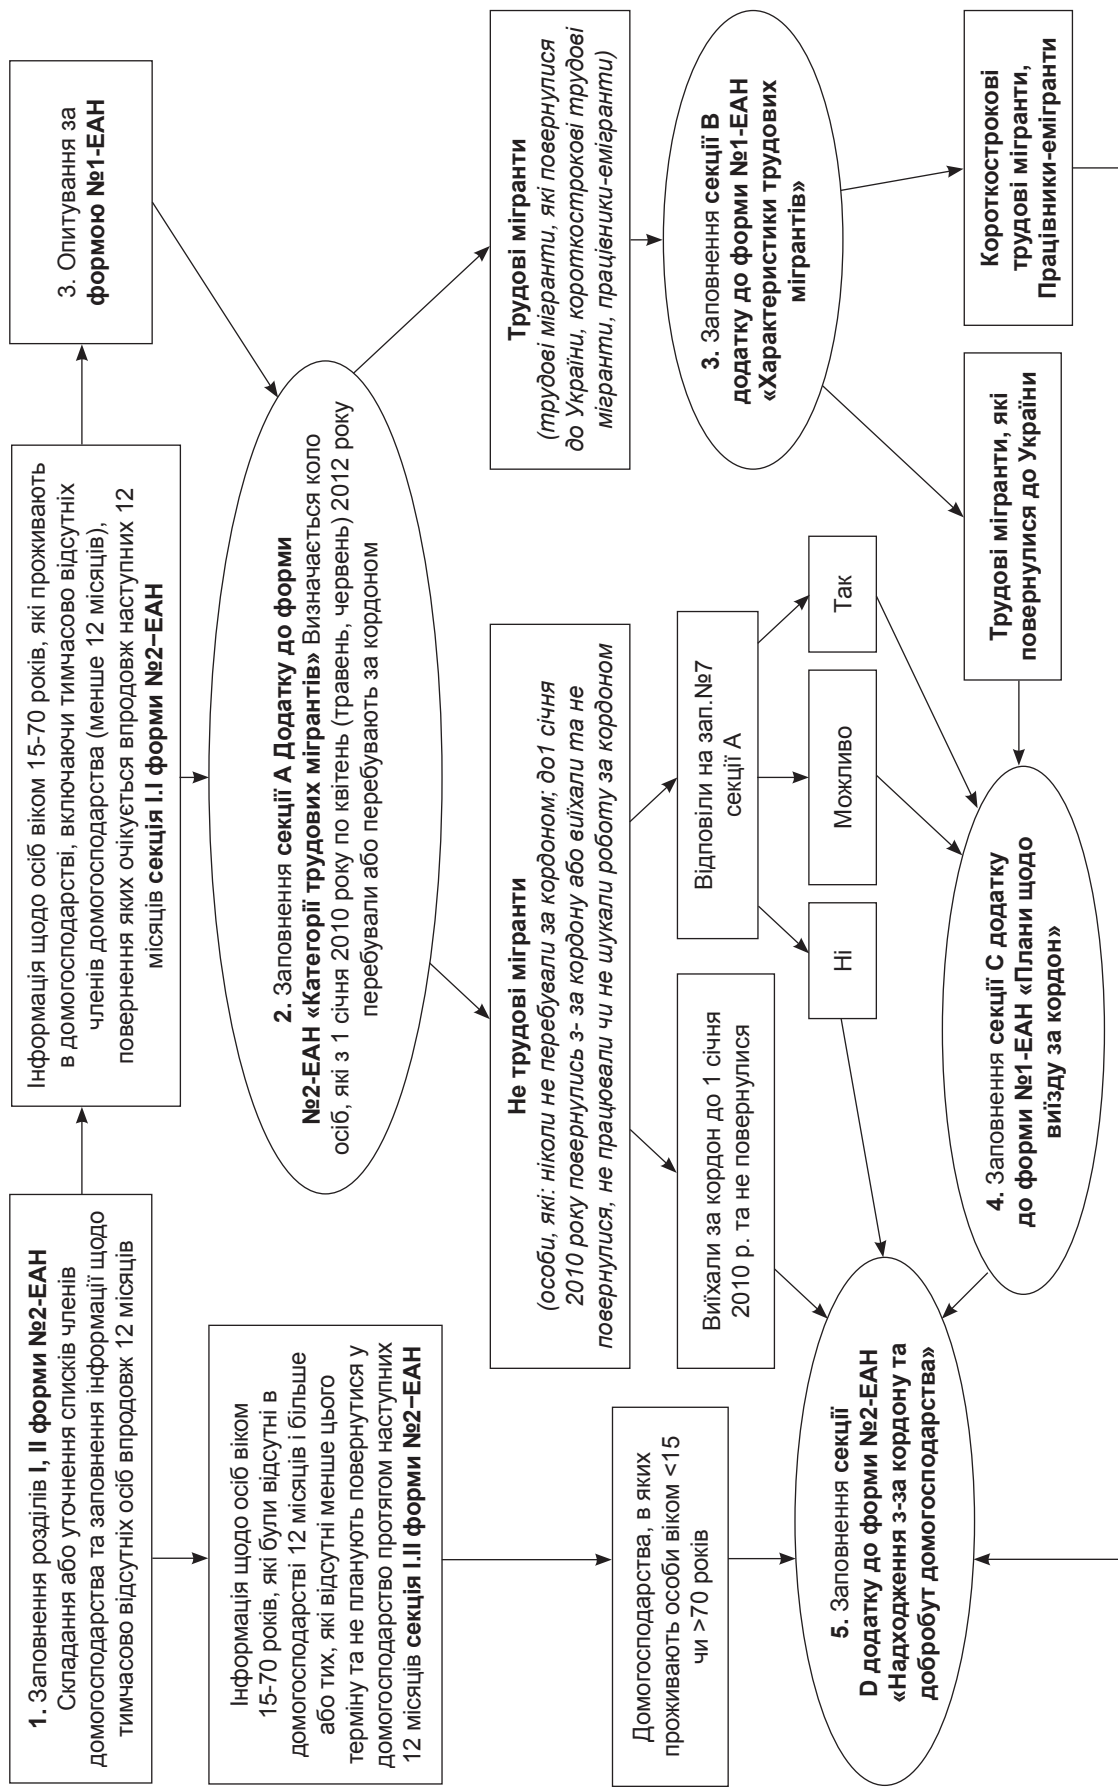 1. Заповнення розділів I, II форми №2-ЕАН
Складання або уточнення списків членів
домогосподарства та заповнення інформації щодо
тимчасово відсутніх осіб впродовж 12 місяців
Інформація щодо осіб віком 15-70 років, які проживають
в домогосподарстві, включаючи тимчасово відсутніх
членів домогосподарства (менше 12 місяців),
повернення яких очікується впродовж наступних 12
місяців секція I.I форми №2–ЕАН
3. Опитування за
формою №1-ЕАН
Інформація щодо осіб віком
15-70 років, які були відсутні в
домогосподарстві 12 місяців і більше
або тих, які відсутні менше цього
терміну та не планують повернутися у
домогосподарство протягом наступних
12 місяців секція I.II форми №2–ЕАН
2. Заповнення секції А Додатку до форми
№2-ЕАН «Категорії трудових мігрантів» Визначається коло
осіб, які з 1 січня 2010 року по квітень (травень, червень) 2012 року
перебували або перебувають за кордоном
Не трудові мігранти
(особи, які: ніколи не перебували за кордоном; до1 січня
2010 року повернулись з- за кордону або виїхали та не
повернулися, не працювали чи не шукали роботу за кордоном
Трудові мігранти
(трудові мігранти, які повернулися
до України, короткострокові трудові
мігранти, працівники-емігранти)
Домогосподарства, в яких
проживають особи віком <15
чи >70 років
Виїхали за кордон до 1 січня
2010 р. та не повернулися
Відповіли на зап.№7
секції А
3. Заповнення секції В
додатку до форми №1-ЕАН
«Характеристики трудових
мігрантів»
Ні
Можливо
Так
5. Заповнення секції
D додатку до форми №2-ЕАН
«Надходження з-за кордону та
добробут домогосподарства»
4. Заповнення секції С додатку
до форми №1-ЕАН «Плани щодо
виїзду за кордон»
Трудові мігранти, які
повернулися до України
Короткострокові
трудові мігранти,
Працівники-емігранти